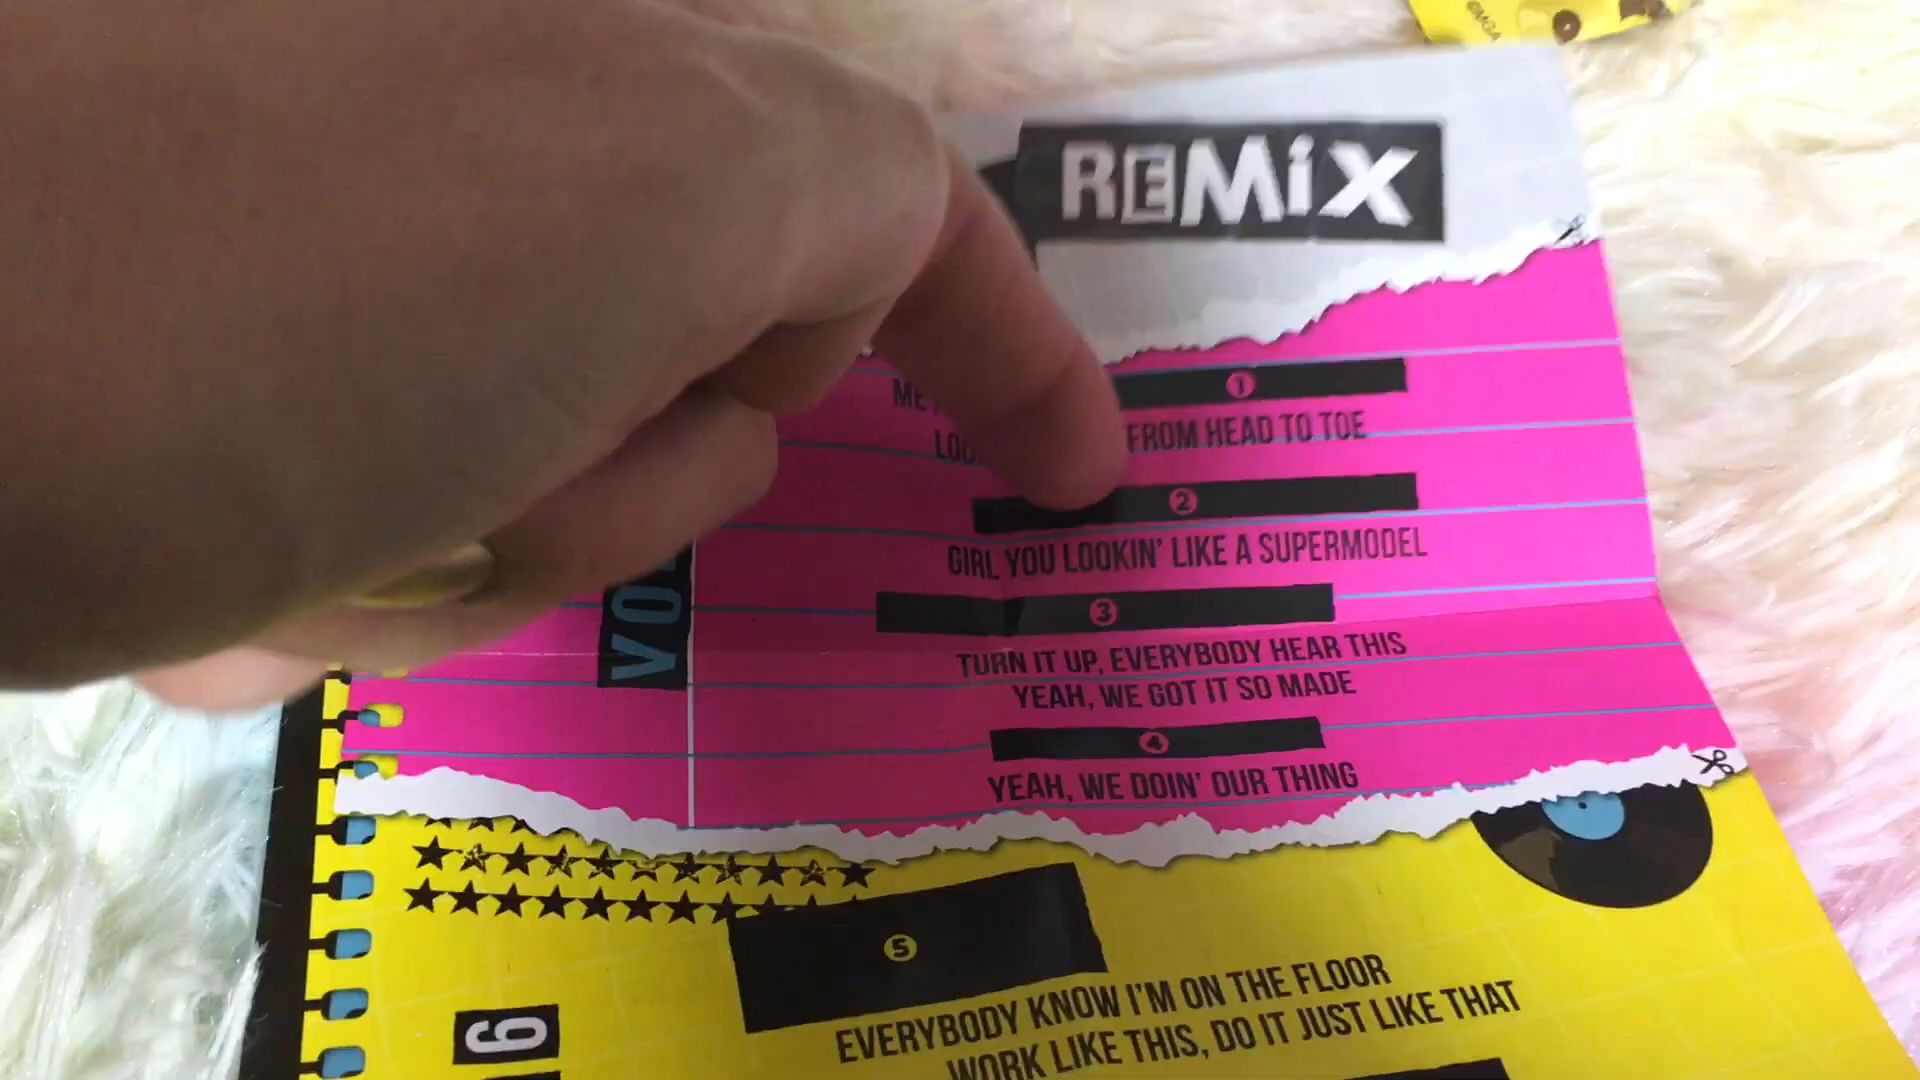 REMIX
1
FROM HEAD TO TOE
2
GIRL YOU LOOKIN' LIKE A SUPERMODEL
3
TURN IT UP, EVERYBODY HEAR THIS
YEAH, WE GOT IT SO MADE
4
YEAH, WE DOIN' OUR THING
5
EVERYBODY KNOW I'M ON THE FLOOR
WORK LIKE THIS, DO IT JUST LIKE THAT
6